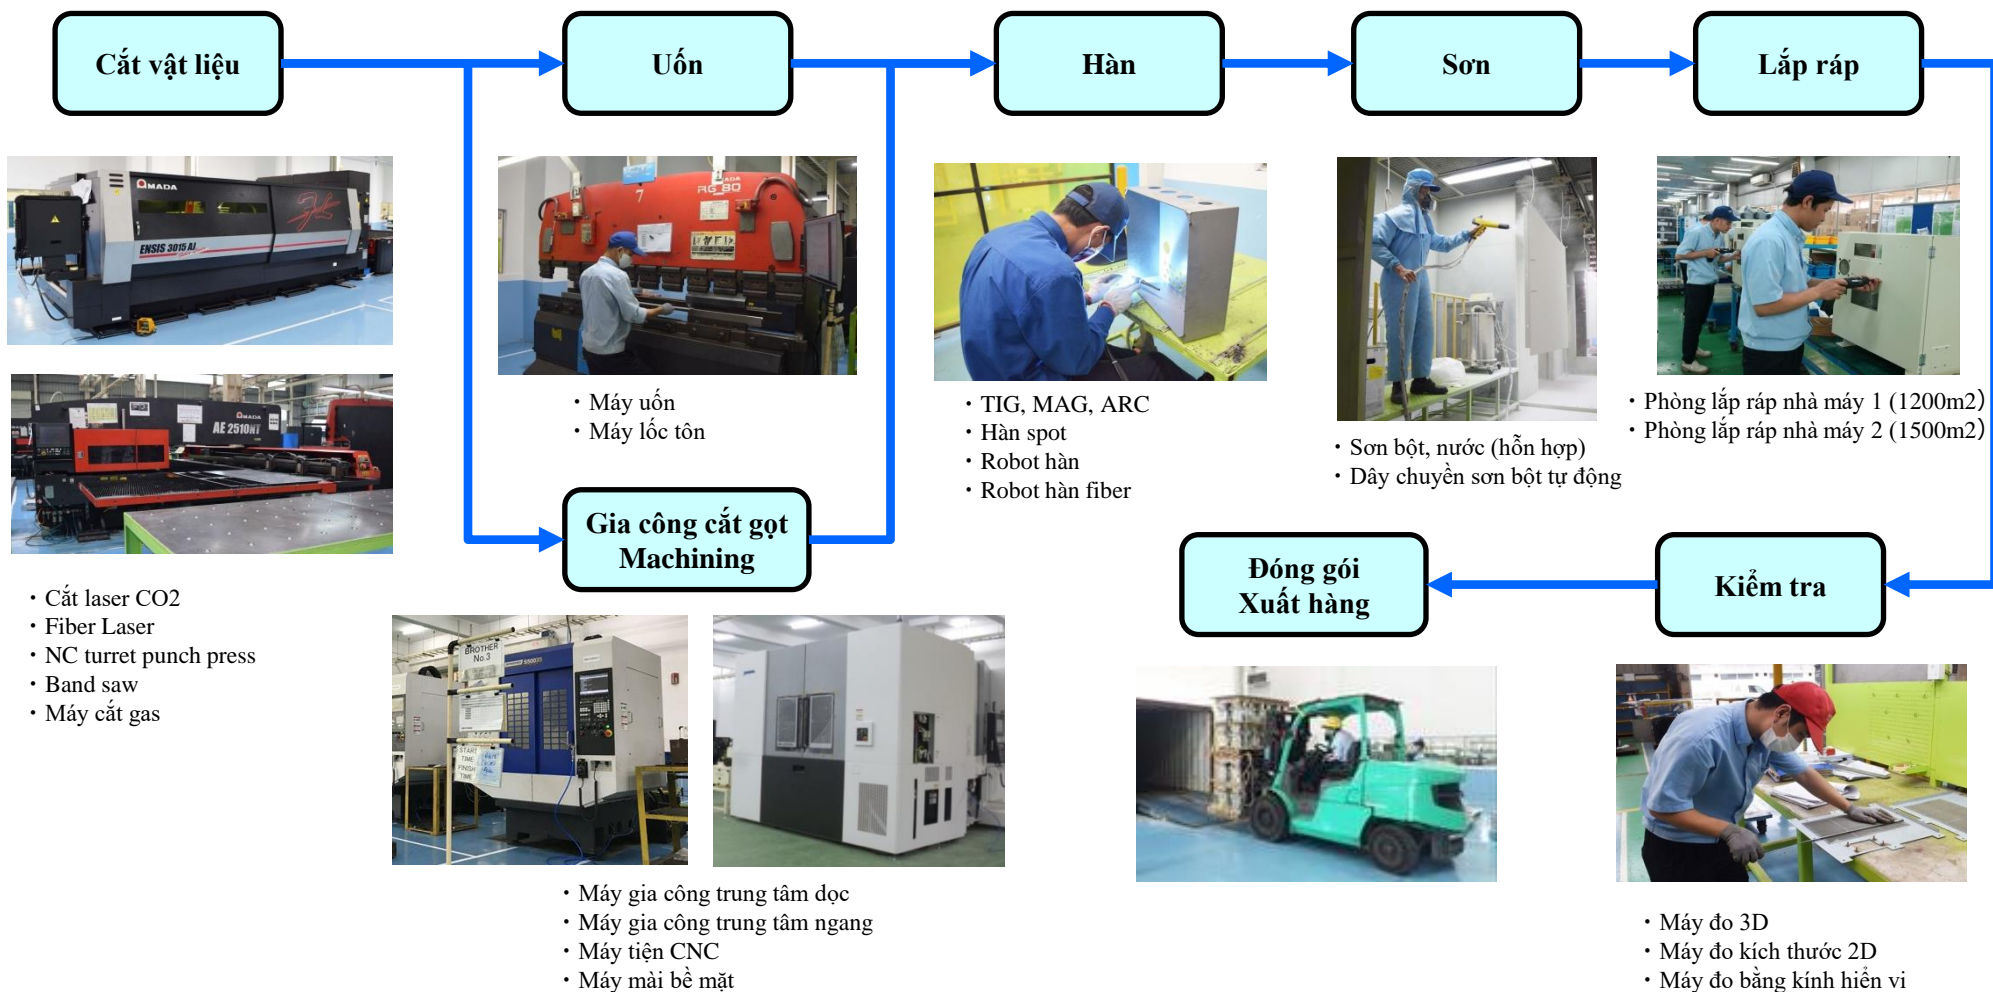 Cắt vật liệu
Uốn
Hàn
Sơn
Lắp ráp
AMADA
ENSIS 3015 AJ
AMADA
AE 2510NT
・Cắt laser CO2
・Fiber Laser
・NC turret punch press
・Band saw
・Máy cắt gas
RG 80
7
・Máy uốn
・Máy lốc tôn
Gia công cắt gọt
Machining
BROTHER
No.3
START
TIME
FINISH
TIME
・Máy gia công trung tâm dọc
・Máy gia công trung tâm ngang
・Máy tiện CNC
・Máy mài bề mặt
・TIG, MAG, ARC
・Hàn spot
・Robot hàn
・Robot hàn fiber
・Sơn bột, nước (hỗn hợp)
・Dây chuyền sơn bột tự động
・Phòng lắp ráp nhà máy 1 (1200m2)
・Phòng lắp ráp nhà máy 2 (1500m2)
Đóng gói
Xuất hàng
Kiểm tra
・Máy đo 3D
・Máy đo kích thước 2D
・Máy đo bằng kính hiển vi